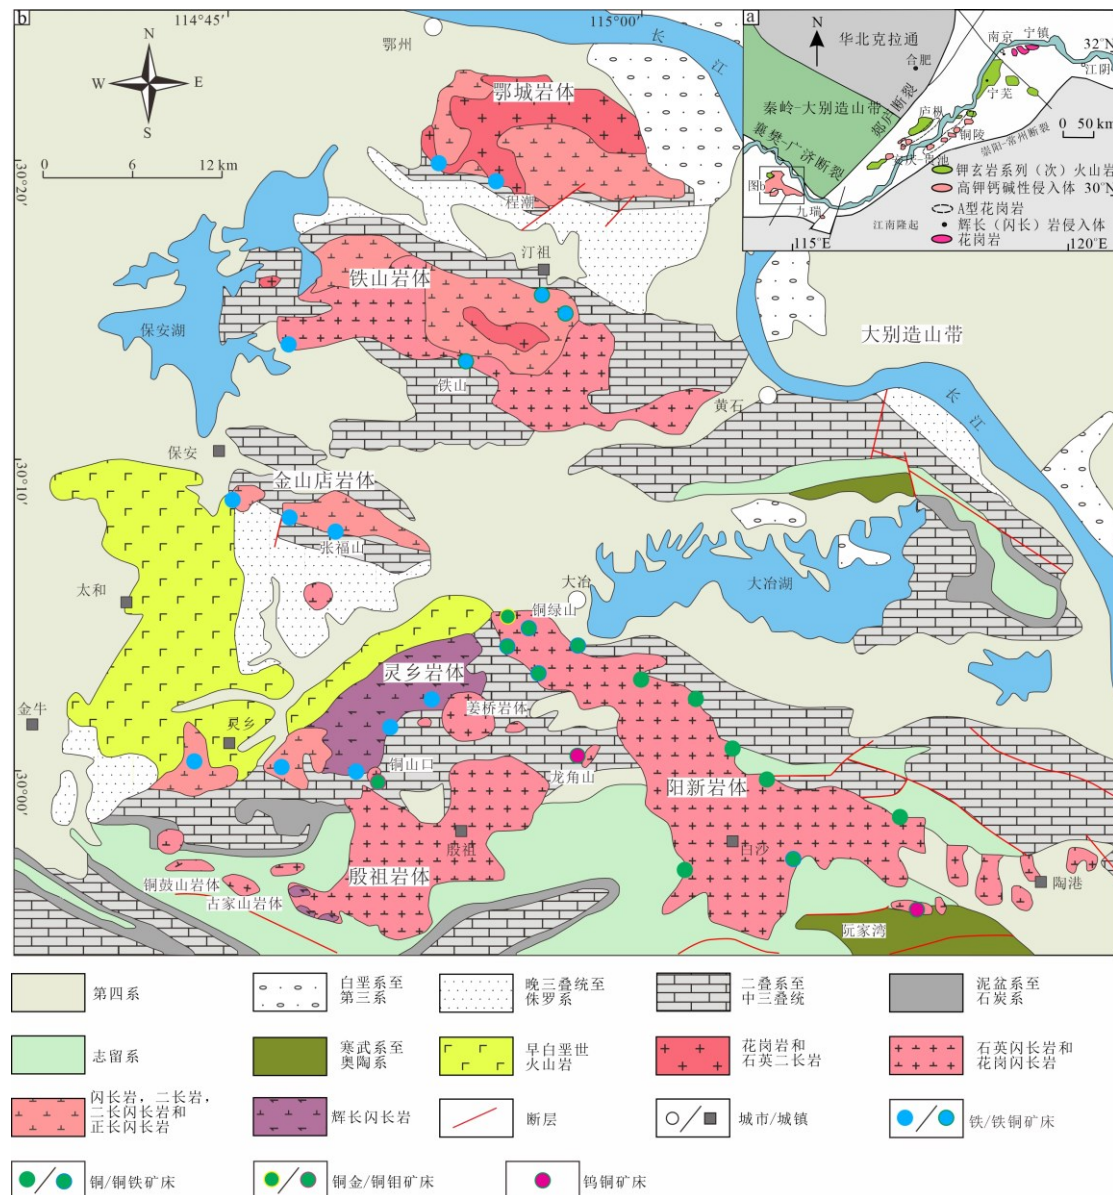 b
114°45′
115°00′
鄂州
长
江
N
W
E
S
0
6
12 km
30°20′
30°10′
30°00′
鄂城岩体
程潮
汀祖
铁山岩体
保安湖
铁山
大别造山带
黄石
长
江
保安
金山店岩体
张福山
太和
大冶
大冶湖
铜绿山
灵乡岩体
金牛
灵乡
姜桥岩体
铜山口
龙角山
阳新岩体
殷祖
白沙
殷祖岩体
铜鼓山岩体
古家山岩体
陶港
阮家湾
a
N
华北克拉通
合肥
南京
宁镇
32°N
江阴
秦岭-大别造山带
郯庐断裂
宁芜
庐枞
襄樊-广济断裂
铜陵
安庆-贵池
崇阳-常州断裂
0
50 km
图b
九瑞
江南隆起
115°E
120°E
30°N
钾玄岩系列（次）火山岩
高钾钙碱性侵入体
A型花岗岩
辉长（闪长）岩侵入体
花岗岩
第四系
白垩系至
第三系
晚三叠统至
侏罗系
二叠系至
中三叠统
泥盆系至
石炭系
志留系
寒武系至
奥陶系
早白垩世
火山岩
花岗岩和
石英二长岩
石英闪长岩和
花岗闪长岩
闪长岩，二长岩，
二长闪长岩和
正长闪长岩
辉长闪长岩
断层
城市/城镇
铁/铁铜矿床
铜/铜铁矿床
铜金/铜钼矿床
钨铜矿床